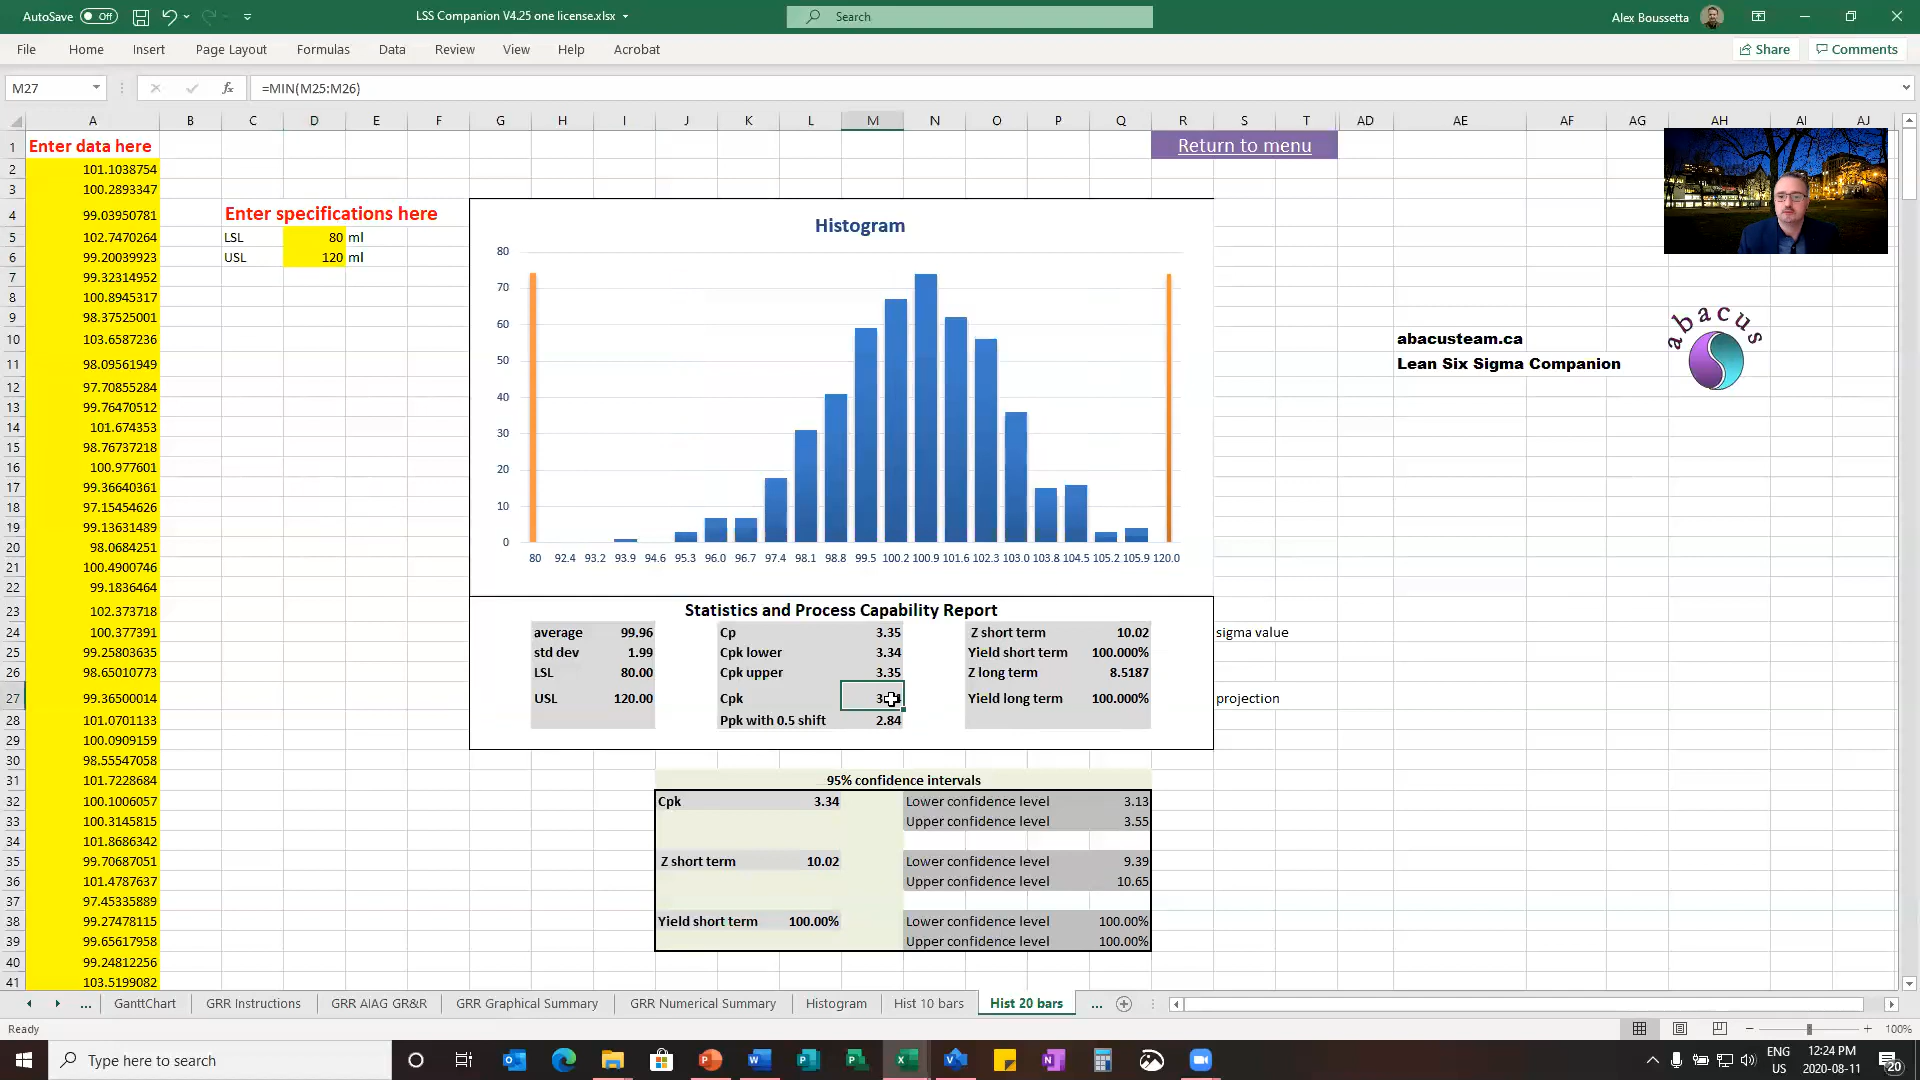 AutoSave Off LSS Companion V4.25 one license.xlsx Search Alex Boussetta
File Home Insert Page Layout Formulas Data Review View Help Acrobat Share Comments
M27 fx =MIN(M25:M26)
A B C D E F G H I J K L M N O P Q R S T AD AE AF AG AH AI AJ
1 Enter data here Return to menu
2 101.1038754
3 100.2893347
4 99.03950781 Enter specifications here
5 102.7470264 LSL 80 ml
6 99.20039923 USL 120 ml
7 99.32314952
8 100.8945317
9 98.37525001
10 103.6587236
11 98.09561949
12 97.70855284
13 99.76470512
14 101.674353
15 98.76737218
16 100.977601
17 99.36640361
18 97.15454626
19 99.13631489
20 98.0684251
21 100.4900746
22 99.1836464
23 102.373718
24 100.377391
25 99.25803635
26 98.65010773
27 99.36500014
28 101.0701133
29 100.0909159
30 98.55547058
31 101.7228684
32 100.1006057
33 100.3145815
34 101.8686342
35 99.70687051
36 101.4787637
37 97.45335889
38 99.27478115
39 99.65617958
40 99.24812256
41 103.5199082
Histogram
80
70
60
50
40
30
20
10
0
80 92.4 93.2 93.9 94.6 95.3 96.0 96.7 97.4 98.1 98.8 99.5 100.2 100.9 101.6 102.3 103.0 103.8 104.5 105.2 105.9 120.0
abacus
abacusteam.ca
Lean Six Sigma Companion
Statistics and Process Capability Report
average 99.96 Cp 3.35 Z short term 10.02 sigma value
std dev 1.99 Cpk lower 3.34 Yield short term 100.000%
LSL 80.00 Cpk upper 3.35 Z long term 8.5187
USL 120.00 Cpk Yield long term 100.000% projection
Ppk with 0.5 shift 2.84
95% confidence intervals
Cpk 3.34 Lower confidence level 3.13
Upper confidence level 3.55
Z short term 10.02 Lower confidence level 9.39
Upper confidence level 10.65
Yield short term 100.00% Lower confidence level 100.00%
Upper confidence level 100.00%
... GanttChart GRR Instructions GRR AIAG GR&R GRR Graphical Summary GRR Numerical Summary Histogram Hist 10 bars Hist 20 bars ...
Ready 100%
Type here to search ENG US 12:24 PM 2020-08-11 20